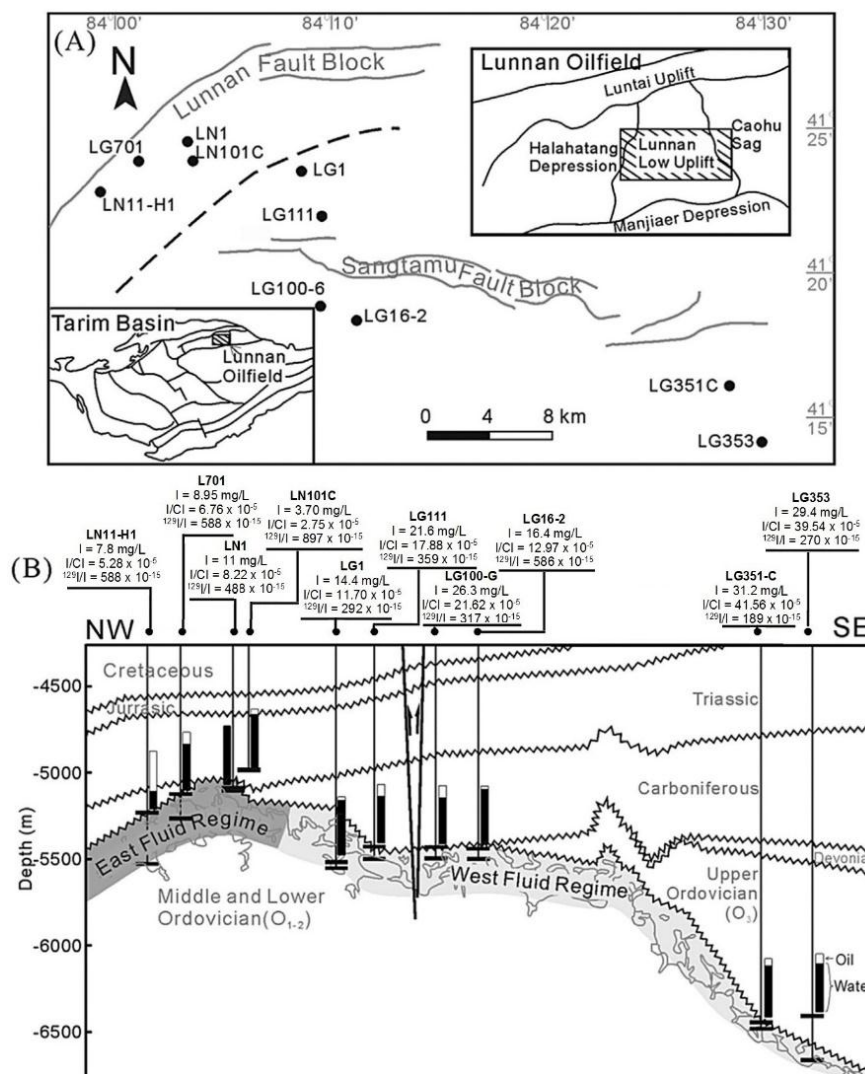 (A)
84°00'
84°10'
84°20'
84°30'
N
Lunnan Fault Block
LN1
LG701
LN101C
LN11-H1
LG1
LG111
Sangtamu Fault Block
LG100-6
LG16-2
LG351C
LG353
41°
25'
41°
20'
41°
15'
Lunnan Oilfield
Luntai Uplift
Halahatang
Depression
Lunnan
Low Uplift
Caohu
Sag
Manjiaer Depression
Tarim Basin
Lunnan
Oilfield
0 4 8 km
(B)
LN11-H1
I = 7.8 mg/L
I/Cl = 5.28 x 10-5
129I/I = 588 x 10-15
L701
I = 8.95 mg/L
I/Cl = 6.76 x 10-5
129I/I = 588 x 10-15
LN1
I = 11 mg/L
I/Cl = 8.22 x 10-5
129I/I = 488 x 10-15
LN101C
I = 3.70 mg/L
I/Cl = 2.75 x 10-5
129I/I = 897 x 10-15
LG1
I = 14.4 mg/L
I/Cl = 11.70 x 10-5
129I/I = 292 x 10-15
LG111
I = 21.6 mg/L
I/Cl = 17.88 x 10-5
129I/I = 359 x 10-15
LG100-G
I = 26.3 mg/L
I/Cl = 21.62 x 10-5
129I/I = 317 x 10-15
LG16-2
I = 16.4 mg/L
I/Cl = 12.97 x 10-5
129I/I = 586 x 10-15
LG351-C
I = 31.2 mg/L
I/Cl = 41.56 x 10-5
129I/I = 189 x 10-15
LG353
I = 29.4 mg/L
I/Cl = 39.54 x 10-5
129I/I = 270 x 10-15
NW
SE
Depth (m)
-4500
-5000
-5500
-6000
-6500
Cretaceous
Jurrasic
Triassic
Carboniferous
Devonia
Upper
Ordovician
(O3)
East Fluid Regime
West Fluid Regime
Middle and Lower
Ordovician(O1-2)
Oil
Wate